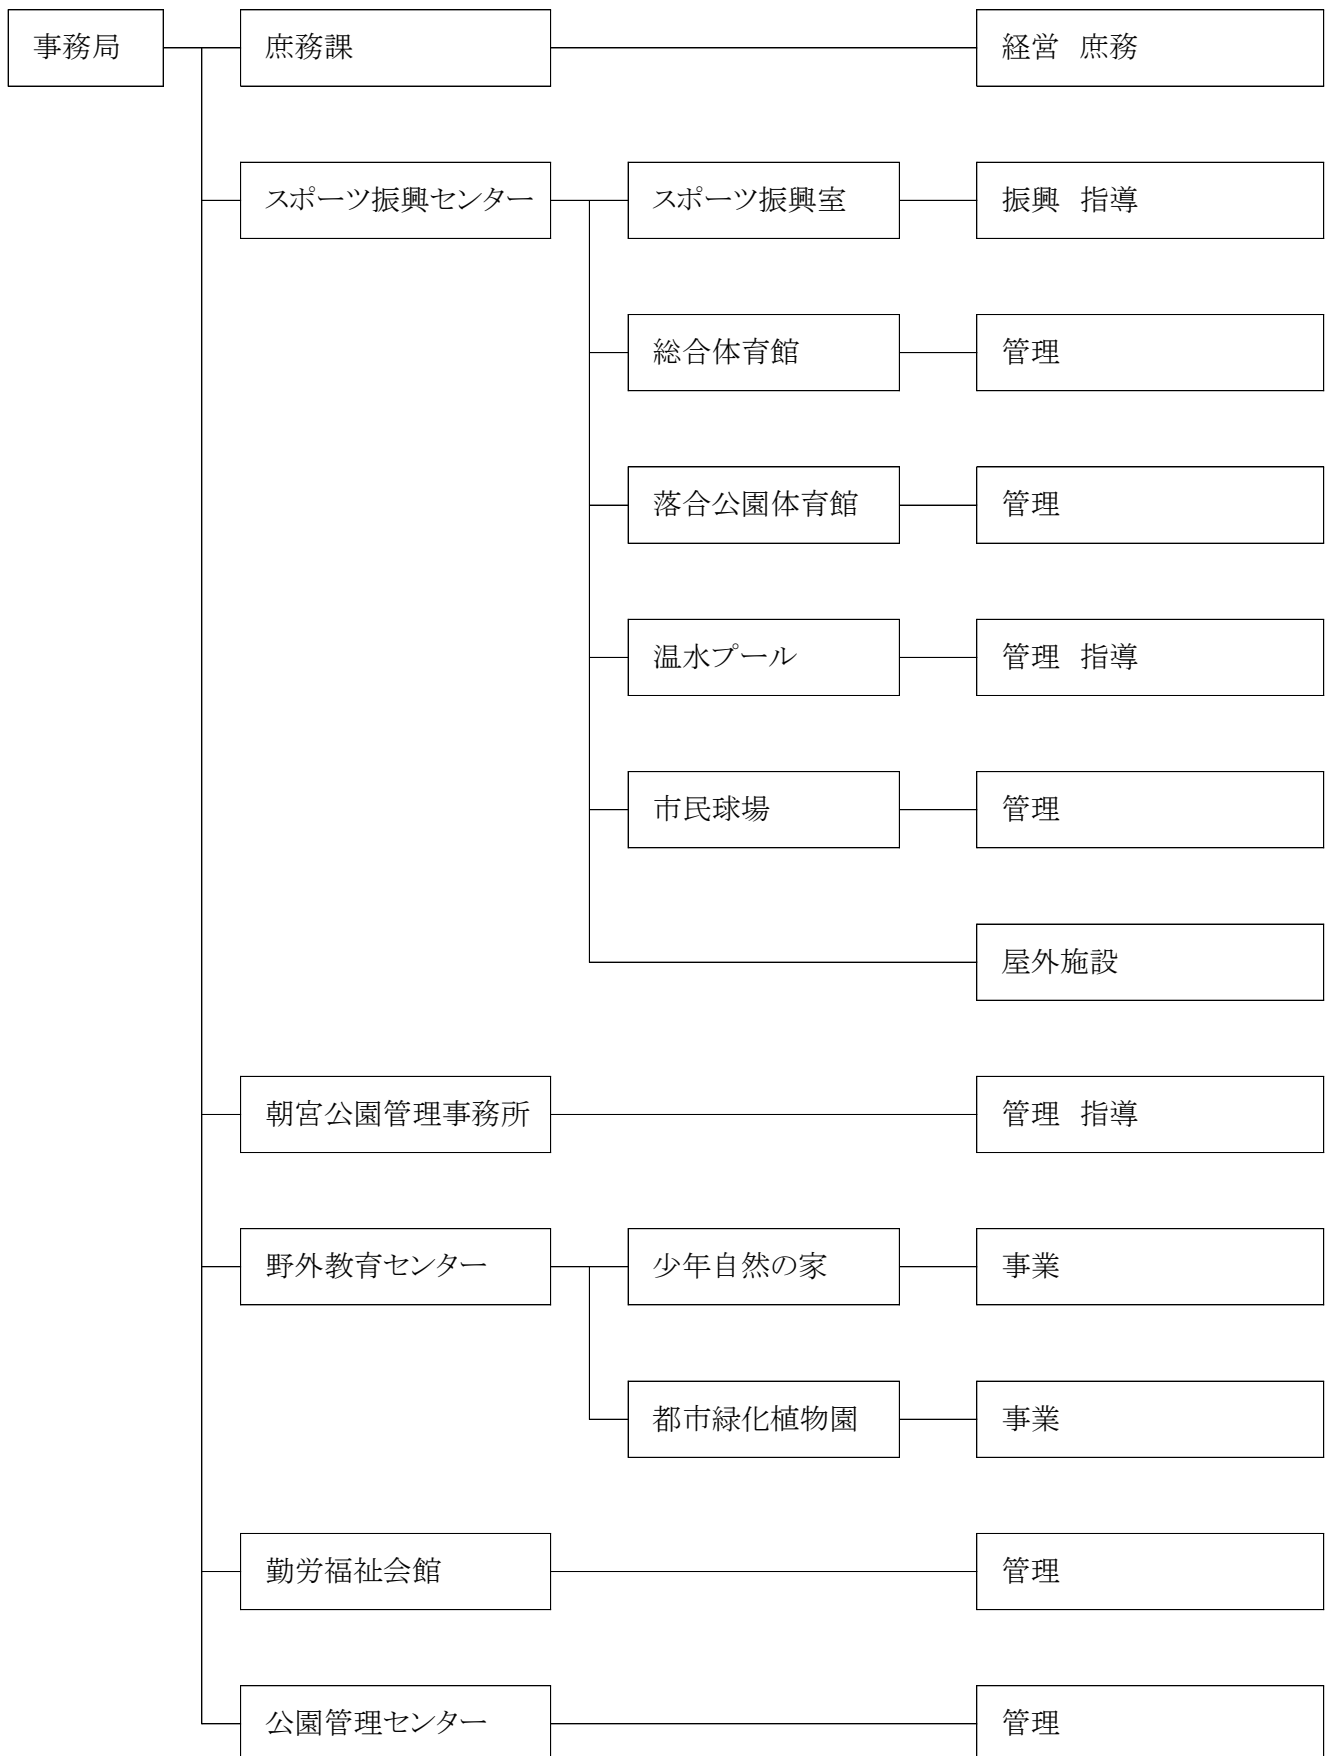 事務局 庶務課 経営 庶務
スポーツ振興センター スポーツ振興室 振興 指導
総合体育館 管理
落合公園体育館 管理
温水プール 管理 指導
市民球場 管理
屋外施設
朝宮公園管理事務所 管理 指導
野外教育センター 少年自然の家 事業
都市緑化植物園 事業
勤労福祉会館 管理
公園管理センター 管理